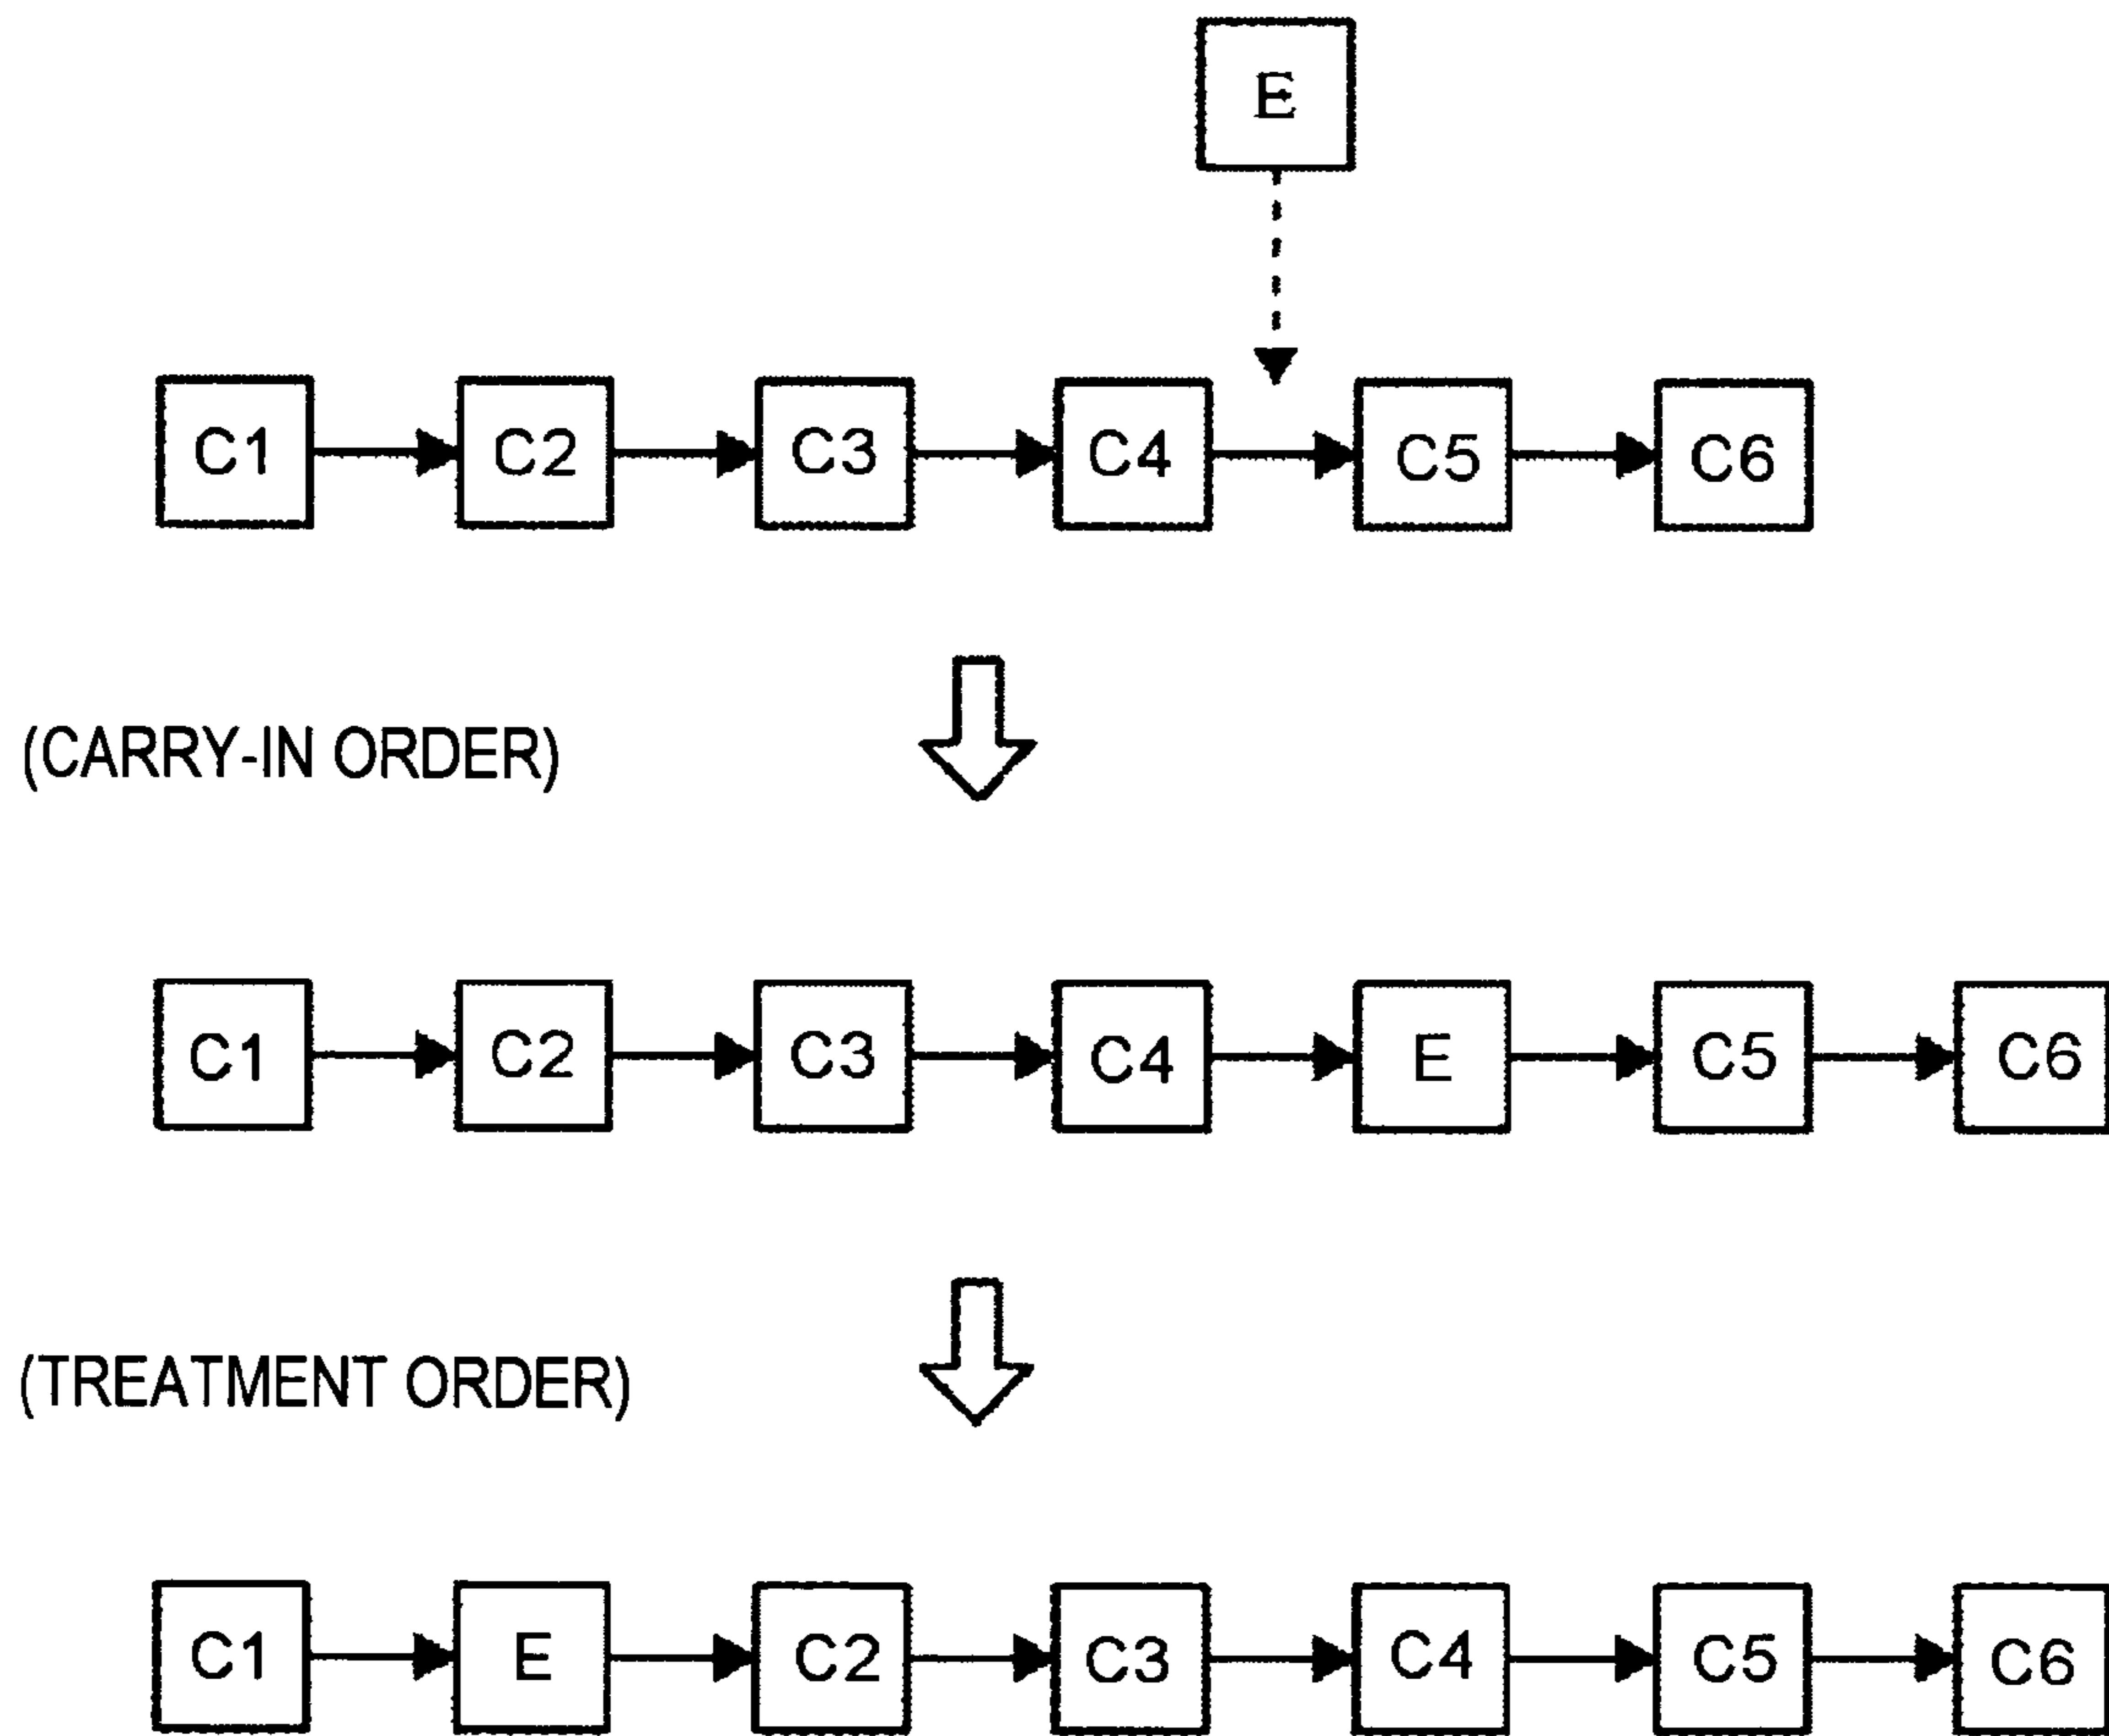 E
C1 C2 C3 C4 C5 C6
(CARRY-IN ORDER)
C1 C2 C3 C4 E C5 C6
(TREATMENT ORDER)
C1 E C2 C3 C4 C5 C6